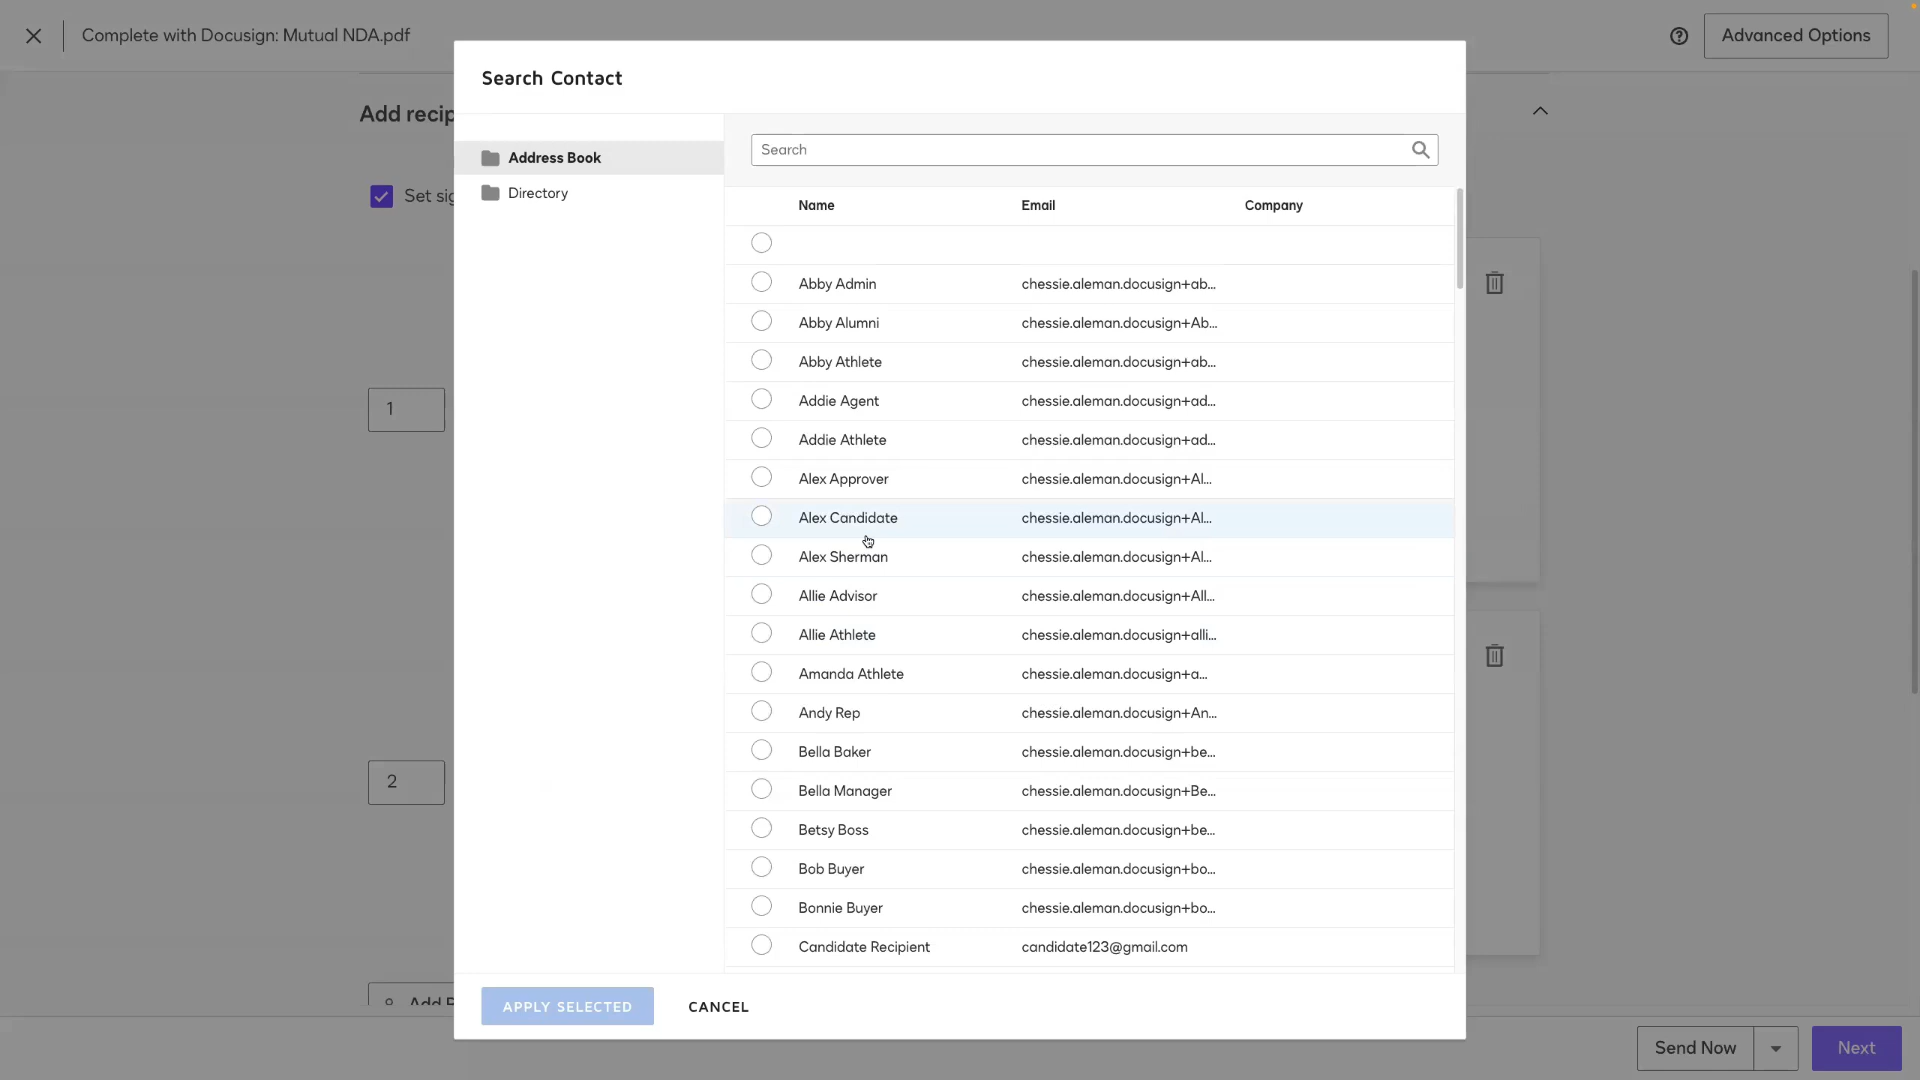 Complete with Docusign: Mutual NDA.pdf
Advanced Options
Search Contact
Add recip
Set sig
Address Book
Directory
Search
Name Email Company
Abby Admin chessie.aleman.docusign+ab...
Abby Alumni chessie.aleman.docusign+Ab...
Abby Athlete chessie.aleman.docusign+ab...
Addie Agent chessie.aleman.docusign+ad...
Addie Athlete chessie.aleman.docusign+ad...
Alex Approver chessie.aleman.docusign+Al...
Alex Candidate chessie.aleman.docusign+Al...
Alex Sherman chessie.aleman.docusign+Al...
Allie Advisor chessie.aleman.docusign+All...
Allie Athlete chessie.aleman.docusign+alli...
Amanda Athlete chessie.aleman.docusign+a...
Andy Rep chessie.aleman.docusign+An...
Bella Baker chessie.aleman.docusign+be...
Bella Manager chessie.aleman.docusign+Be...
Betsy Boss chessie.aleman.docusign+be...
Bob Buyer chessie.aleman.docusign+bo...
Bonnie Buyer chessie.aleman.docusign+bo...
Candidate Recipient candidate123@gmail.com
1
2
Add R
APPLY SELECTED
CANCEL
Send Now
Next